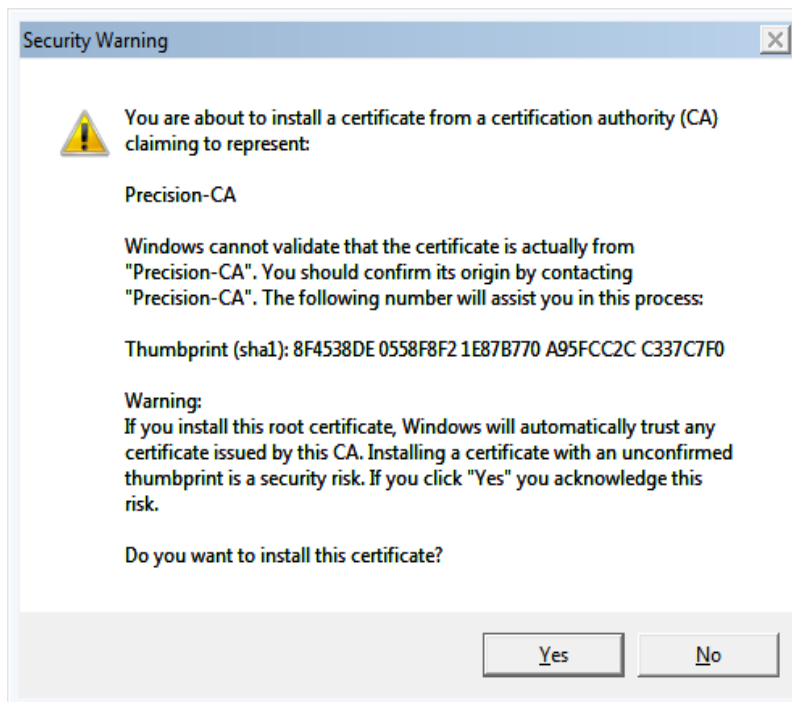 Security Warning
You are about to install a certificate from a certification authority (CA)
claiming to represent:
Precision-CA
Windows cannot validate that the certificate is actually from
"Precision-CA". You should confirm its origin by contacting
"Precision-CA". The following number will assist you in this process:
Thumbprint (sha1): 8F4538DE 0558F8F2 1E87B770 A95FCC2C C337C7F0
Warning:
If you install this root certificate, Windows will automatically trust any
certificate issued by this CA. Installing a certificate with an unconfirmed
thumbprint is a security risk. If you click "Yes" you acknowledge this
risk.
Do you want to install this certificate?
Yes No